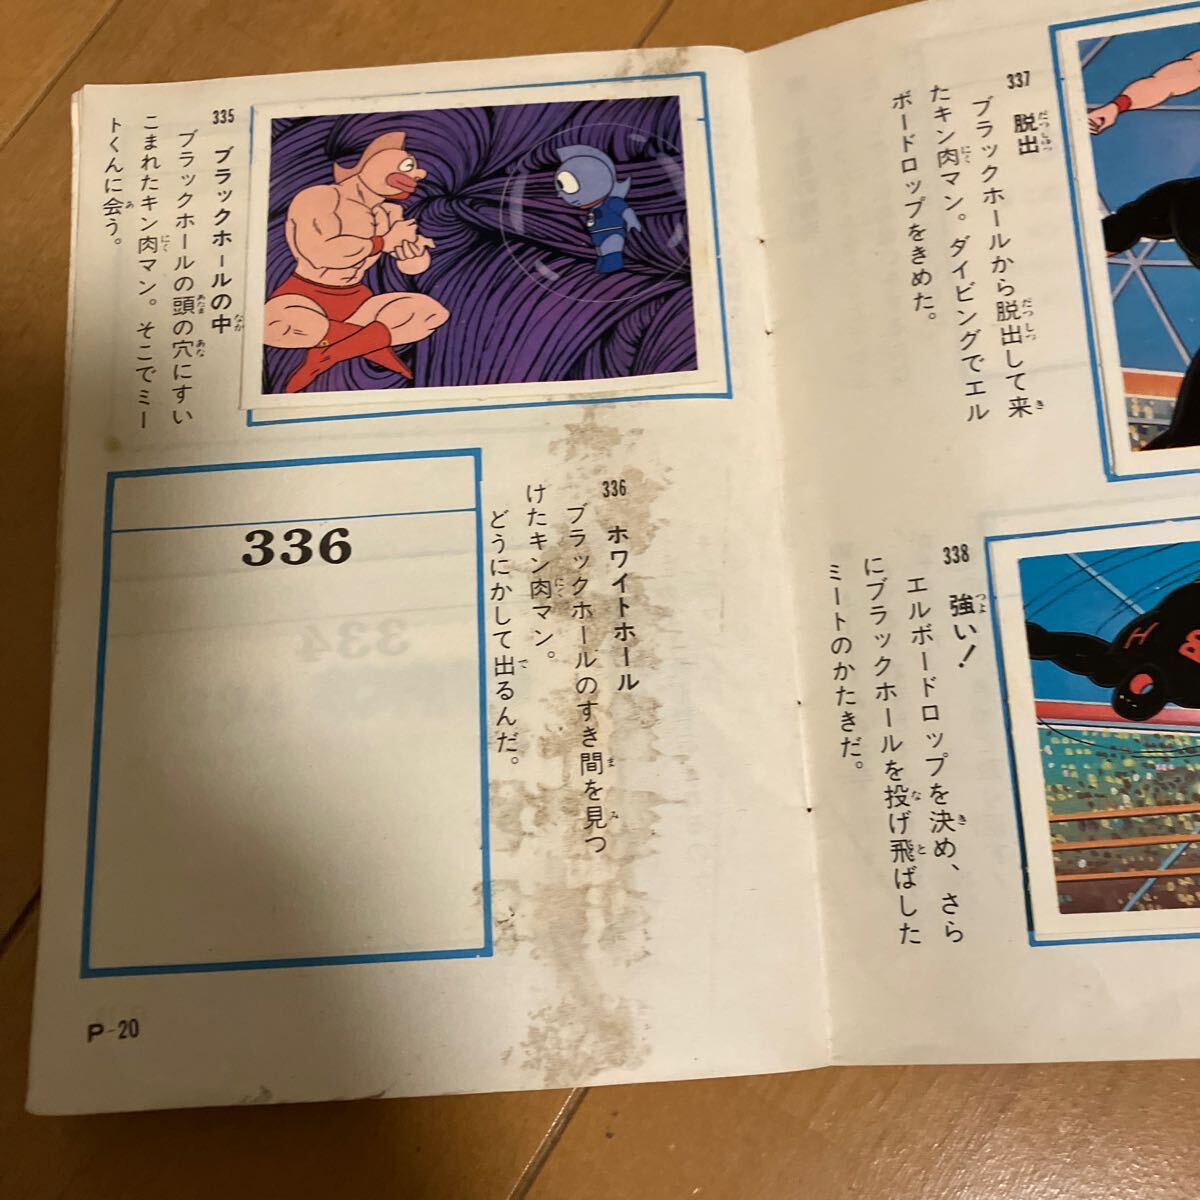 335 ブラックホールの中
ブラックホールの頭の穴にすい
こまれたキン肉マン。そこでミー
トくんに会う。
336 ホワイトホール
ブラックホールのすき間を見つ
けたキン肉マン。
どうにかして出るんだ。
336
334
P-20
337 脱出
ブラックホールから脱出して来
たキン肉マン。ダイビングでエル
ボードロップをきめた。
338 強い!
エルボードロップを決め、さら
にブラックホールを投げ飛ばした
ミートのかたきだ。
H
B